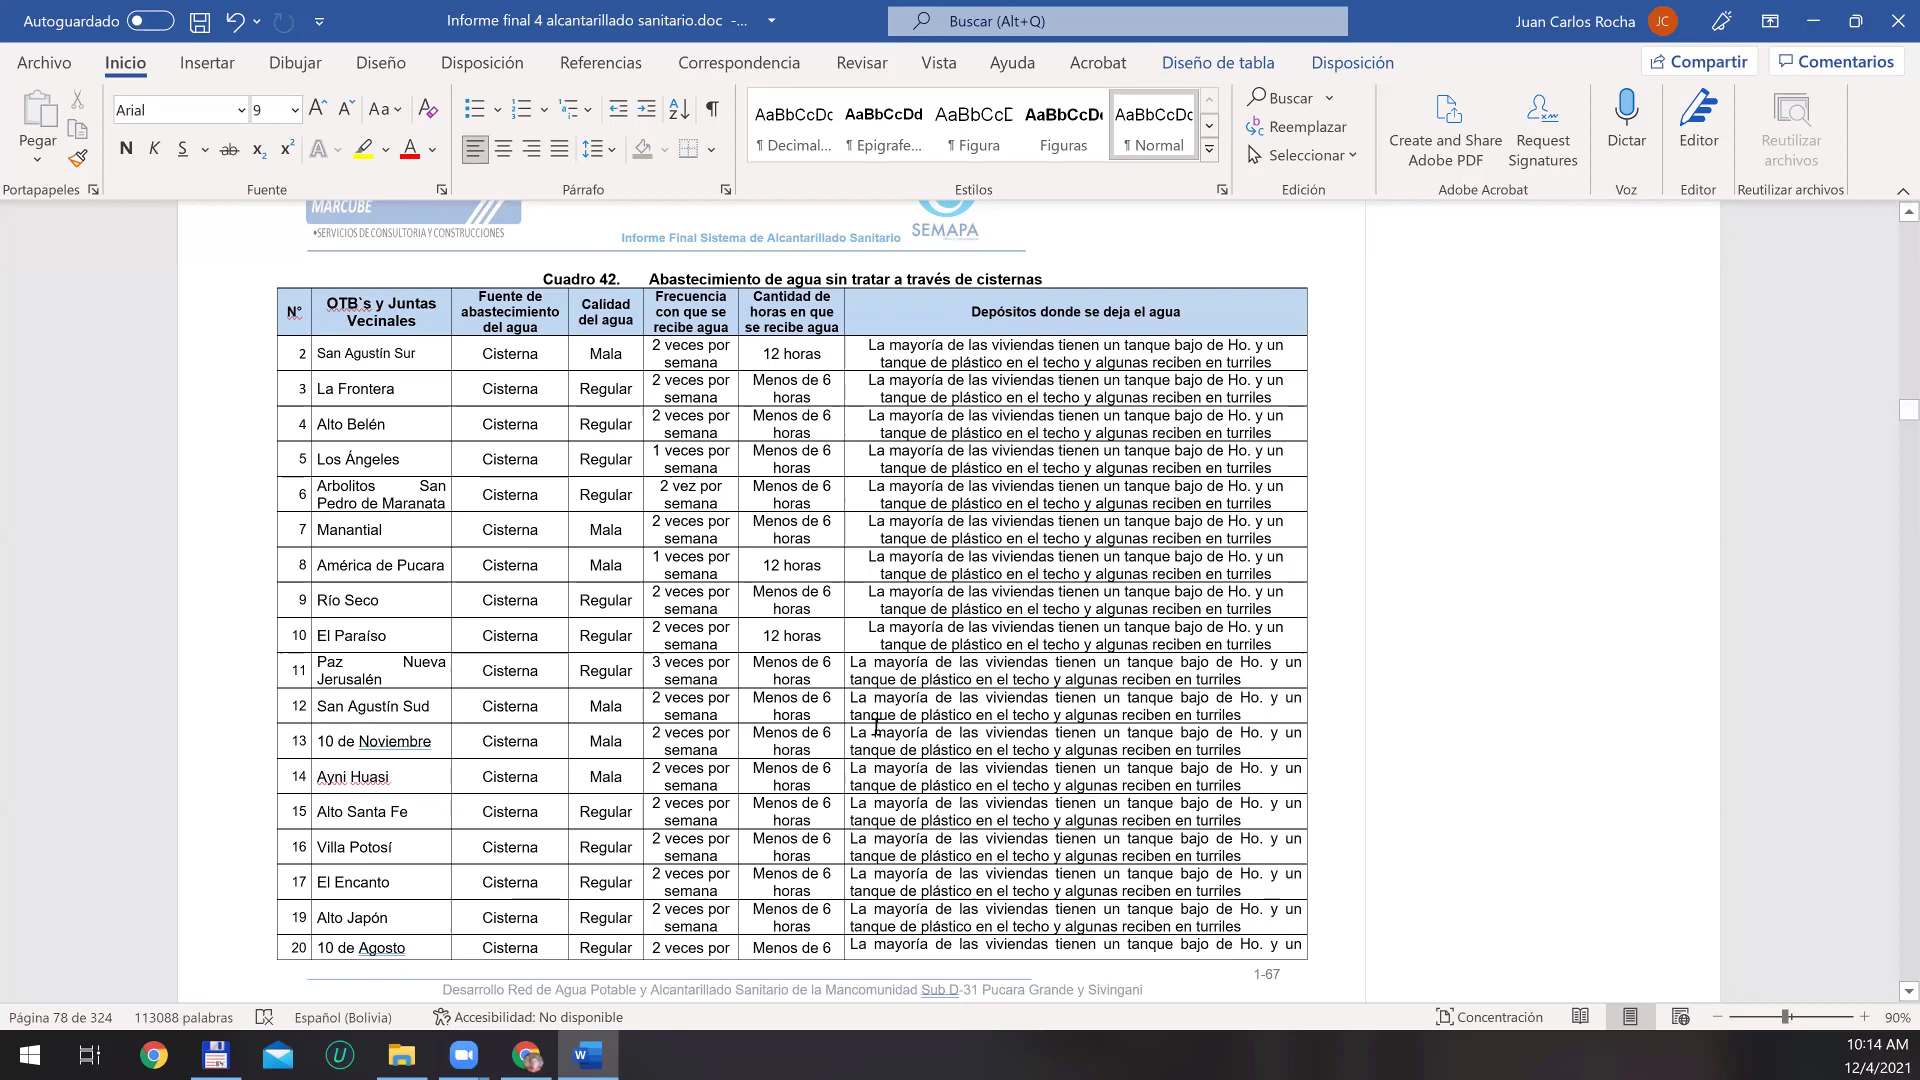 Autoguardado
Informe final 4 alcantarillado sanitario.doc -...
Buscar (Alt+Q)
Juan Carlos Rocha JC
Archivo Inicio Insertar Dibujar Diseño Disposición Referencias Correspondencia Revisar Vista Ayuda Acrobat Diseño de tabla Disposición
Compartir Comentarios
Pegar
Arial 9
Aa
N K S ab x₂ x² A A
AaBbCcDc AaBbCcDd AaBbCcD AaBbCcDc AaBbCcDc
¶ Decimal... ¶ Epigrafe... ¶ Figura Figuras ¶ Normal
Buscar
Reemplazar
Seleccionar
Create and Share Adobe PDF
Request Signatures
Dictar
Editor
Reutilizar archivos
Portapapeles Fuente Párrafo Estilos Edición Adobe Acrobat Voz Editor Reutilizar archivos
MARCUBE
•SERVICIOS DE CONSULTORIA Y CONSTRUCCIONES
Informe Final Sistema de Alcantarillado Sanitario
SEMAPA
Cuadro 42. Abastecimiento de agua sin tratar a través de cisternas
N° OTB`s y Juntas Vecinales Fuente de abastecimiento del agua Calidad del agua Frecuencia con que se recibe agua Cantidad de horas en que se recibe agua Depósitos donde se deja el agua
2 San Agustín Sur Cisterna Mala 2 veces por semana 12 horas La mayoría de las viviendas tienen un tanque bajo de Ho. y un tanque de plástico en el techo y algunas reciben en turriles
3 La Frontera Cisterna Regular 2 veces por semana Menos de 6 horas La mayoría de las viviendas tienen un tanque bajo de Ho. y un tanque de plástico en el techo y algunas reciben en turriles
4 Alto Belén Cisterna Regular 2 veces por semana Menos de 6 horas La mayoría de las viviendas tienen un tanque bajo de Ho. y un tanque de plástico en el techo y algunas reciben en turriles
5 Los Ángeles Cisterna Regular 1 veces por semana Menos de 6 horas La mayoría de las viviendas tienen un tanque bajo de Ho. y un tanque de plástico en el techo y algunas reciben en turriles
6 Arbolitos San Pedro de Maranata Cisterna Regular 2 vez por semana Menos de 6 horas La mayoría de las viviendas tienen un tanque bajo de Ho. y un tanque de plástico en el techo y algunas reciben en turriles
7 Manantial Cisterna Mala 2 veces por semana Menos de 6 horas La mayoría de las viviendas tienen un tanque bajo de Ho. y un tanque de plástico en el techo y algunas reciben en turriles
8 América de Pucara Cisterna Mala 1 veces por semana 12 horas La mayoría de las viviendas tienen un tanque bajo de Ho. y un tanque de plástico en el techo y algunas reciben en turriles
9 Río Seco Cisterna Regular 2 veces por semana Menos de 6 horas La mayoría de las viviendas tienen un tanque bajo de Ho. y un tanque de plástico en el techo y algunas reciben en turriles
10 El Paraíso Cisterna Regular 2 veces por semana 12 horas La mayoría de las viviendas tienen un tanque bajo de Ho. y un tanque de plástico en el techo y algunas reciben en turriles
11 Paz Nueva Jerusalén Cisterna Regular 3 veces por semana Menos de 6 horas La mayoría de las viviendas tienen un tanque bajo de Ho. y un tanque de plástico en el techo y algunas reciben en turriles
12 San Agustín Sud Cisterna Mala 2 veces por semana Menos de 6 horas La mayoría de las viviendas tienen un tanque bajo de Ho. y un tanque de plástico en el techo y algunas reciben en turriles
13 10 de Noviembre Cisterna Mala 2 veces por semana Menos de 6 horas La mayoría de las viviendas tienen un tanque bajo de Ho. y un tanque de plástico en el techo y algunas reciben en turriles
14 Ayni Huasi Cisterna Mala 2 veces por semana Menos de 6 horas La mayoría de las viviendas tienen un tanque bajo de Ho. y un tanque de plástico en el techo y algunas reciben en turriles
15 Alto Santa Fe Cisterna Regular 2 veces por semana Menos de 6 horas La mayoría de las viviendas tienen un tanque bajo de Ho. y un tanque de plástico en el techo y algunas reciben en turriles
16 Villa Potosí Cisterna Regular 2 veces por semana Menos de 6 horas La mayoría de las viviendas tienen un tanque bajo de Ho. y un tanque de plástico en el techo y algunas reciben en turriles
17 El Encanto Cisterna Regular 2 veces por semana Menos de 6 horas La mayoría de las viviendas tienen un tanque bajo de Ho. y un tanque de plástico en el techo y algunas reciben en turriles
19 Alto Japón Cisterna Regular 2 veces por semana Menos de 6 horas La mayoría de las viviendas tienen un tanque bajo de Ho. y un tanque de plástico en el techo y algunas reciben en turriles
20 10 de Agosto Cisterna Regular 2 veces por Menos de 6 La mayoría de las viviendas tienen un tanque bajo de Ho. y un
1-67
Desarrollo Red de Agua Potable y Alcantarillado Sanitario de la Mancomunidad Sub D-31 Pucara Grande y Sivingani
Página 78 de 324 113088 palabras Español (Bolivia) Accesibilidad: No disponible Concentración 90%
10:14 AM
12/4/2021